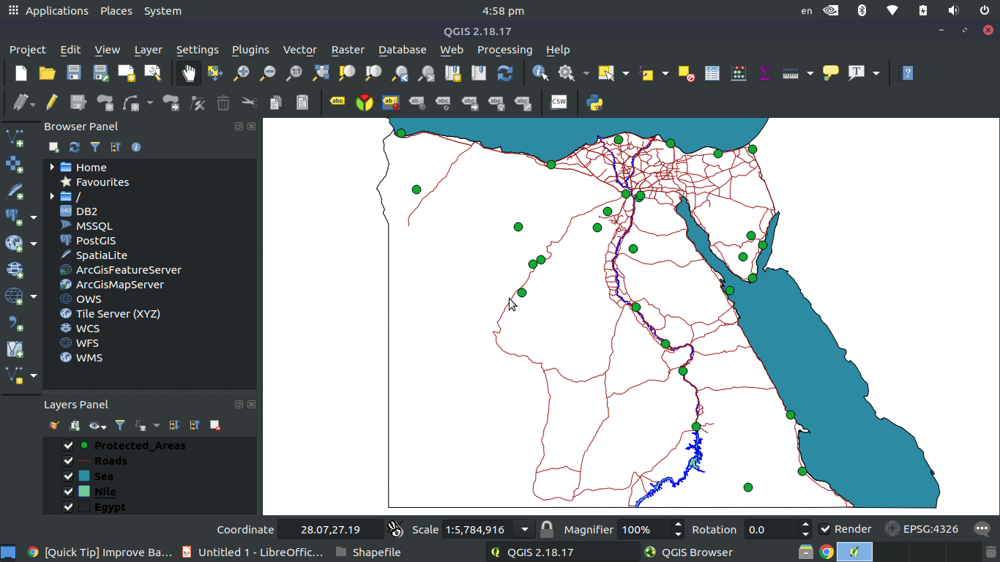 Applications Places System
4:58 pm
en
QGIS 2.18.17
Project Edit View Layer Settings Plugins Vector Raster Database Web Processing Help
1:1
abc
CSW
Browser Panel
Home
Favourites
/
DB2
MSSQL
PostGIS
SpatiaLite
ArcGisFeatureServer
ArcGisMapServer
OWS
Tile Server (XYZ)
WCS
WFS
WMS
Layers Panel
Protected_Areas
Roads
Sea
Nile
Egypt
Coordinate 28.07,27.19 Scale 1:5,784,916 Magnifier 100% Rotation 0.0 Render EPSG:4326
[Quick Tip] Improve Ba... Untitled 1 - LibreOffic... Shapefile QGIS 2.18.17 QGIS Browser